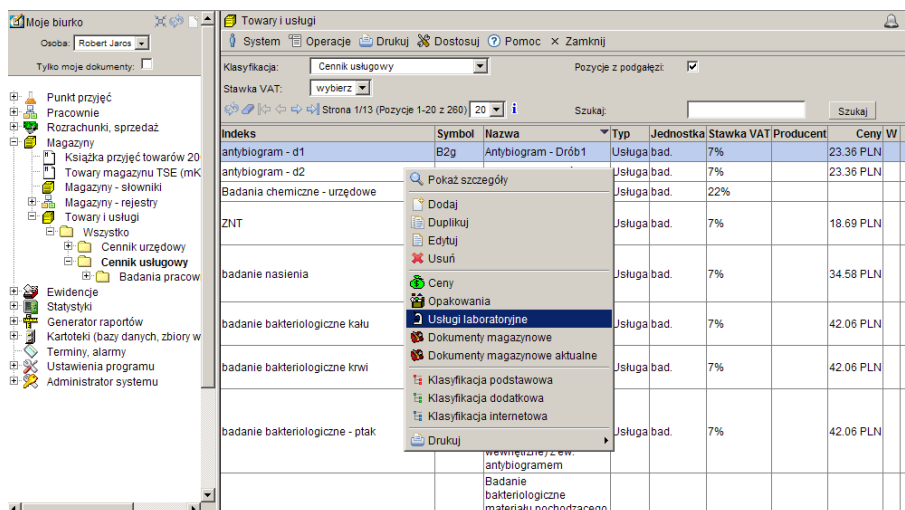 Moje biurko
Osoba: Robert Jaros
Tylko moje dokumenty:
Punkt przyjęć
Pracownie
Rozrachunki, sprzedaż
Magazyny
Książka przyjęć towarów 20
Towary magazynu TSE (mK
Magazyny - słowniki
Magazyny - rejestry
Towary i usługi
Wszystko
Cennik urzędowy
Cennik usługowy
Badania pracow
Ewidencje
Statystyki
Generator raportów
Kartoteki (bazy danych, zbiory w
Terminy, alarmy
Ustawienia programu
Administrator systemu
Towary i usługi
System Operacje Drukuj Dostosuj Pomoc Zamknij
Klasyfikacja: Cennik usługowy Pozycje z podgałęzi:
Stawka VAT: wybierz
Strona 1/13 (Pozycje 1-20 z 260) 20 Szukaj: Szukaj
Indeks Symbol Nazwa Typ Jednostka Stawka VAT Producent Ceny W
antybiogram - d1 B2g Antybiogram - Drób1 Usługa bad. 7% 23.36 PLN
antybiogram - d2 Usługa bad. 7% 23.36 PLN
Badania chemiczne - urzędowe Usługa bad. 22%
ZNT Usługa bad. 7% 18.69 PLN
badanie nasienia Usługa bad. 7% 34.58 PLN
badanie bakteriologiczne kału Usługa bad. 7% 42.06 PLN
badanie bakteriologiczne krwi Usługa bad. 7% 42.06 PLN
badanie bakteriologiczne - ptak Usługa bad. 7% 42.06 PLN
Pokaż szczegóły
Dodaj
Duplikuj
Edytuj
Usuń
Ceny
Opakowania
Usługi laboratoryjne
Dokumenty magazynowe
Dokumenty magazynowe aktualne
Klasyfikacja podstawowa
Klasyfikacja dodatkowa
Klasyfikacja internetowa
Drukuj
wewnętrzne) z ew.
antybiogramem
Badanie
bakteriologiczne
materiału pochodzącego